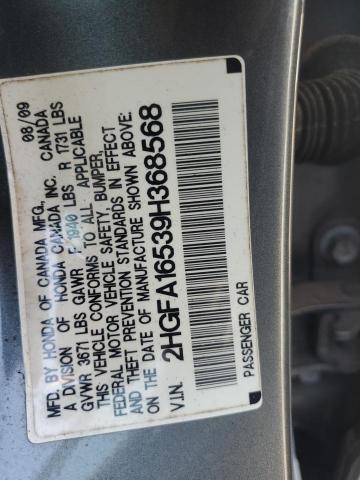 MFD. BY HONDA OF CANADA MFG., 08/09
A DIVISION OF HONDA CANADA INC. CANADA
GVWR 3671 LBS GAWR F 1940 LBS R 1731 LBS
THIS VEHICLE CONFORMS TO ALL APPLICABLE
FEDERAL MOTOR VEHICLE SAFETY, BUMPER,
THEFT PREVENTION STANDARDS IN EFFECT
ON THE DATE OF MANUFACTURE SHOWN ABOVE.
V.I.N. 2HGFA16539H368568
PASSENGER CAR